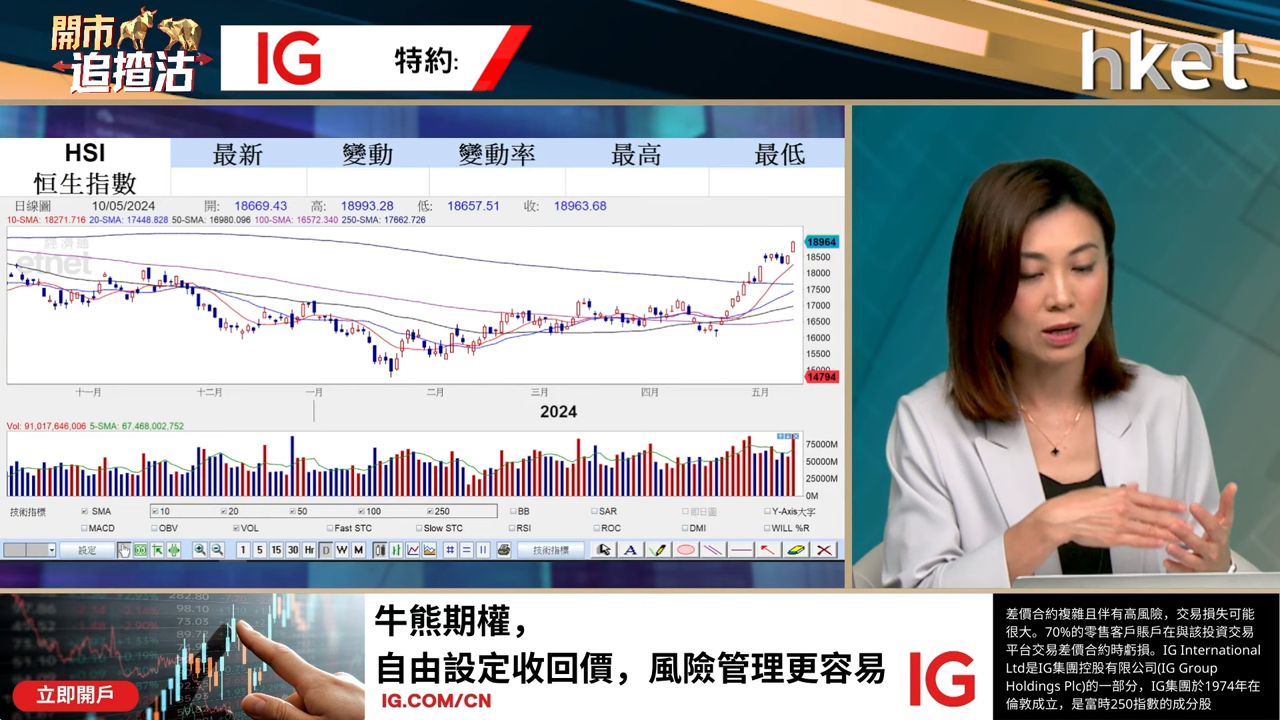 開市
追揸沽
IG
特約:
hket
HSI
最新
變動
變動率
最高
最低
恒生指數
日線圖
10/05/2024
開: 18669.43
高: 18993.28
低: 18657.51
收: 18963.68
10-SMA: 18271.716 20-SMA: 17448.828 50-SMA: 16980.096 100-SMA: 16572.340 250-SMA: 17662.726
經濟通
etnet
18964
18500
18000
17500
17000
16500
16000
15500
15000
14794
十一月
十二月
一月
二月
三月
四月
五月
2024
Vol: 91,017,646,006 5-SMA: 67,468,002,752
75000M
50000M
25000M
0M
技術指標
SMA
10
20
50
100
250
BB
SAR
即日圖
Y-Axis大字
MACD
OBV
VOL
Fast STC
Slow STC
RSI
ROC
DMI
WILL %R
設定
1 5 15 30 Hr D W M
技術指標
A
立即開戶
牛熊期權，
自由設定收回價，風險管理更容易
IG.COM/CN
IG
差價合約複雜且伴有高風險，交易損失可能
很大。70%的零售客戶賬戶在與該投資交易
平台交易差價合約時虧損。IG International
Ltd是IG集團控股有限公司(IG Group
Holdings Plc)的一部分，IG集團於1974年在
倫敦成立，是富時250指數的成分股